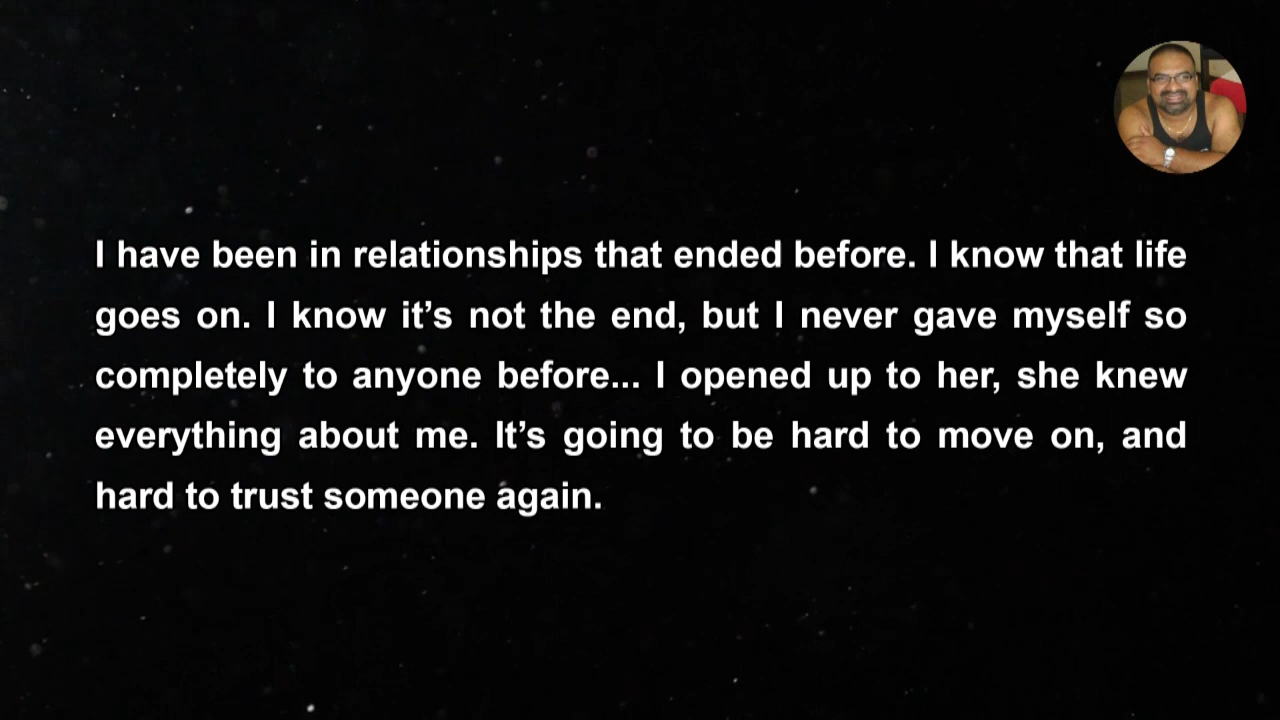 I have been in relationships that ended before. I know that life
goes on. I know it’s not the end, but I never gave myself so
completely to anyone before... I opened up to her, she knew
everything about me. It’s going to be hard to move on, and
hard to trust someone again.